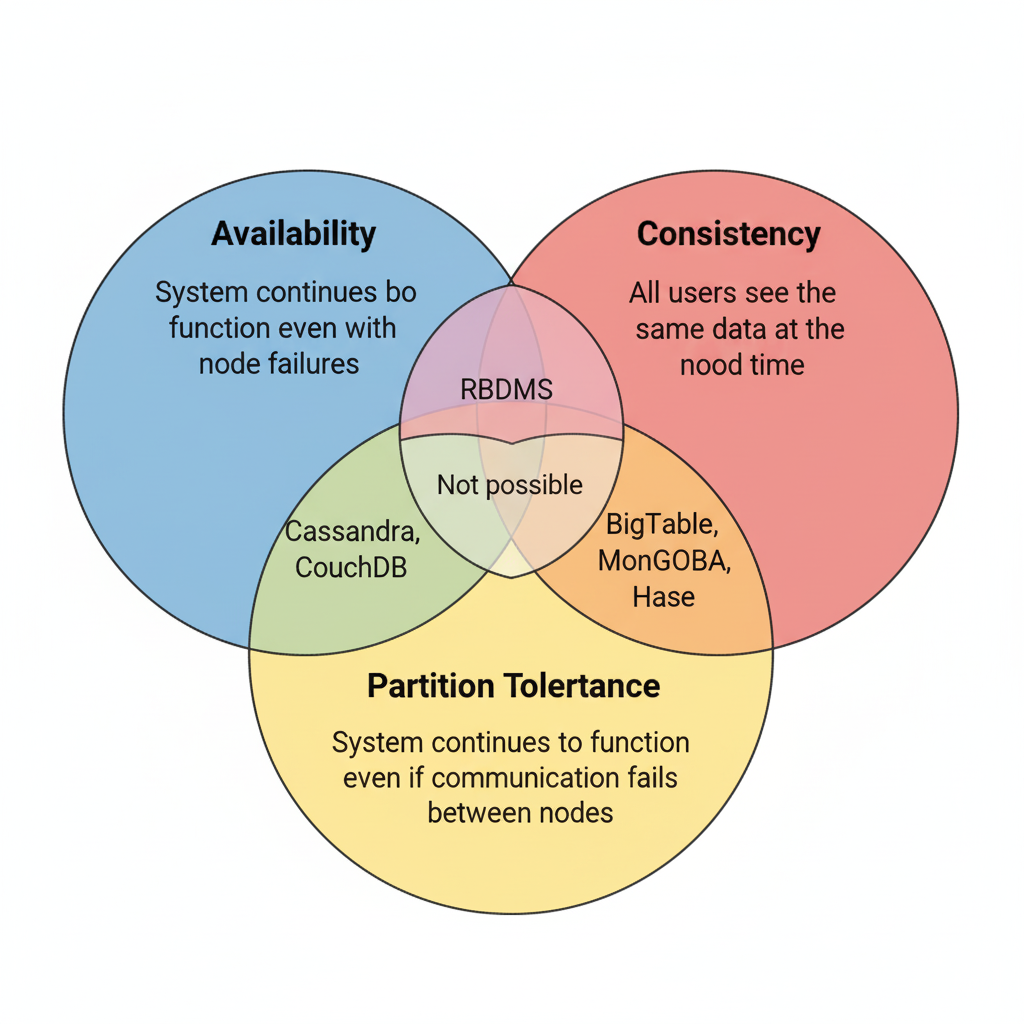 Availability
System continues bo
function even with
node failures
Consistency
All users see the
same data at the
nood time
RBDMS
Not possible
Cassandra,
CouchDB
BigTable,
MonGOBA,
Hase
Partition Tolertance
System continues to function
even if communication fails
between nodes